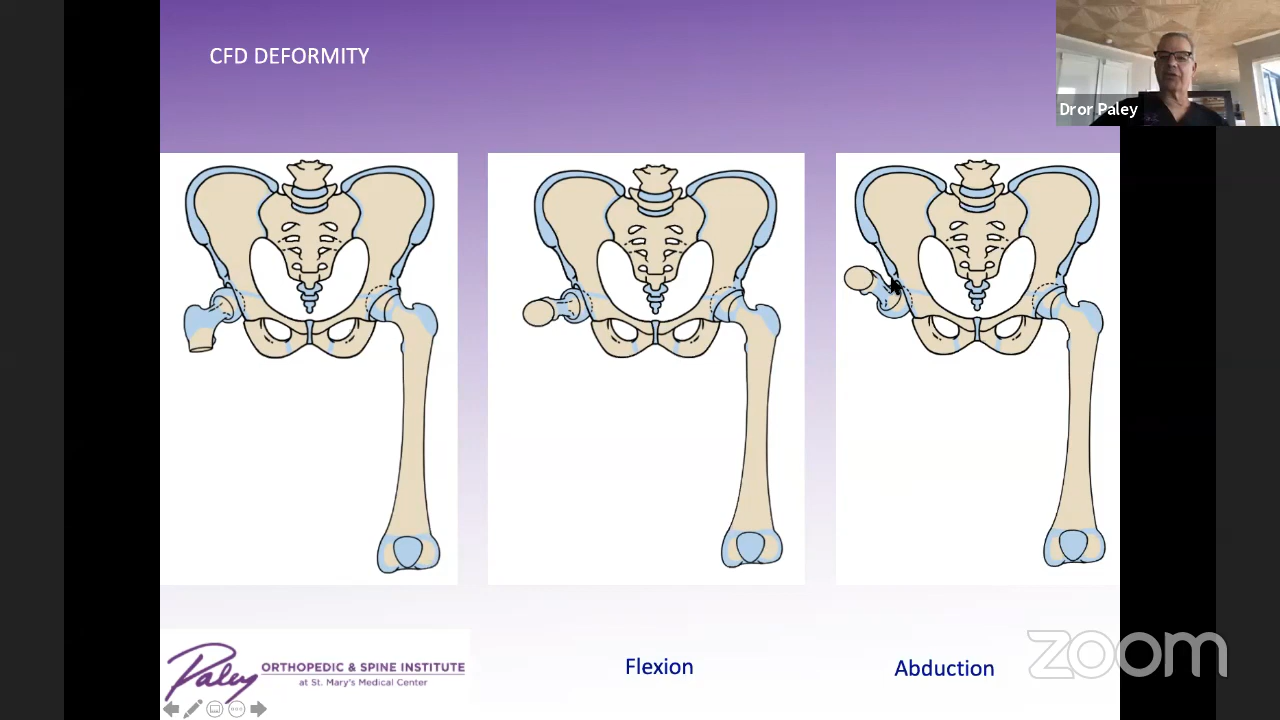 CFD DEFORMITY
Dror Paley
Flexion
Abduction
Paley
ORTHOPEDIC & SPINE INSTITUTE
at St. Mary's Medical Center
zoom